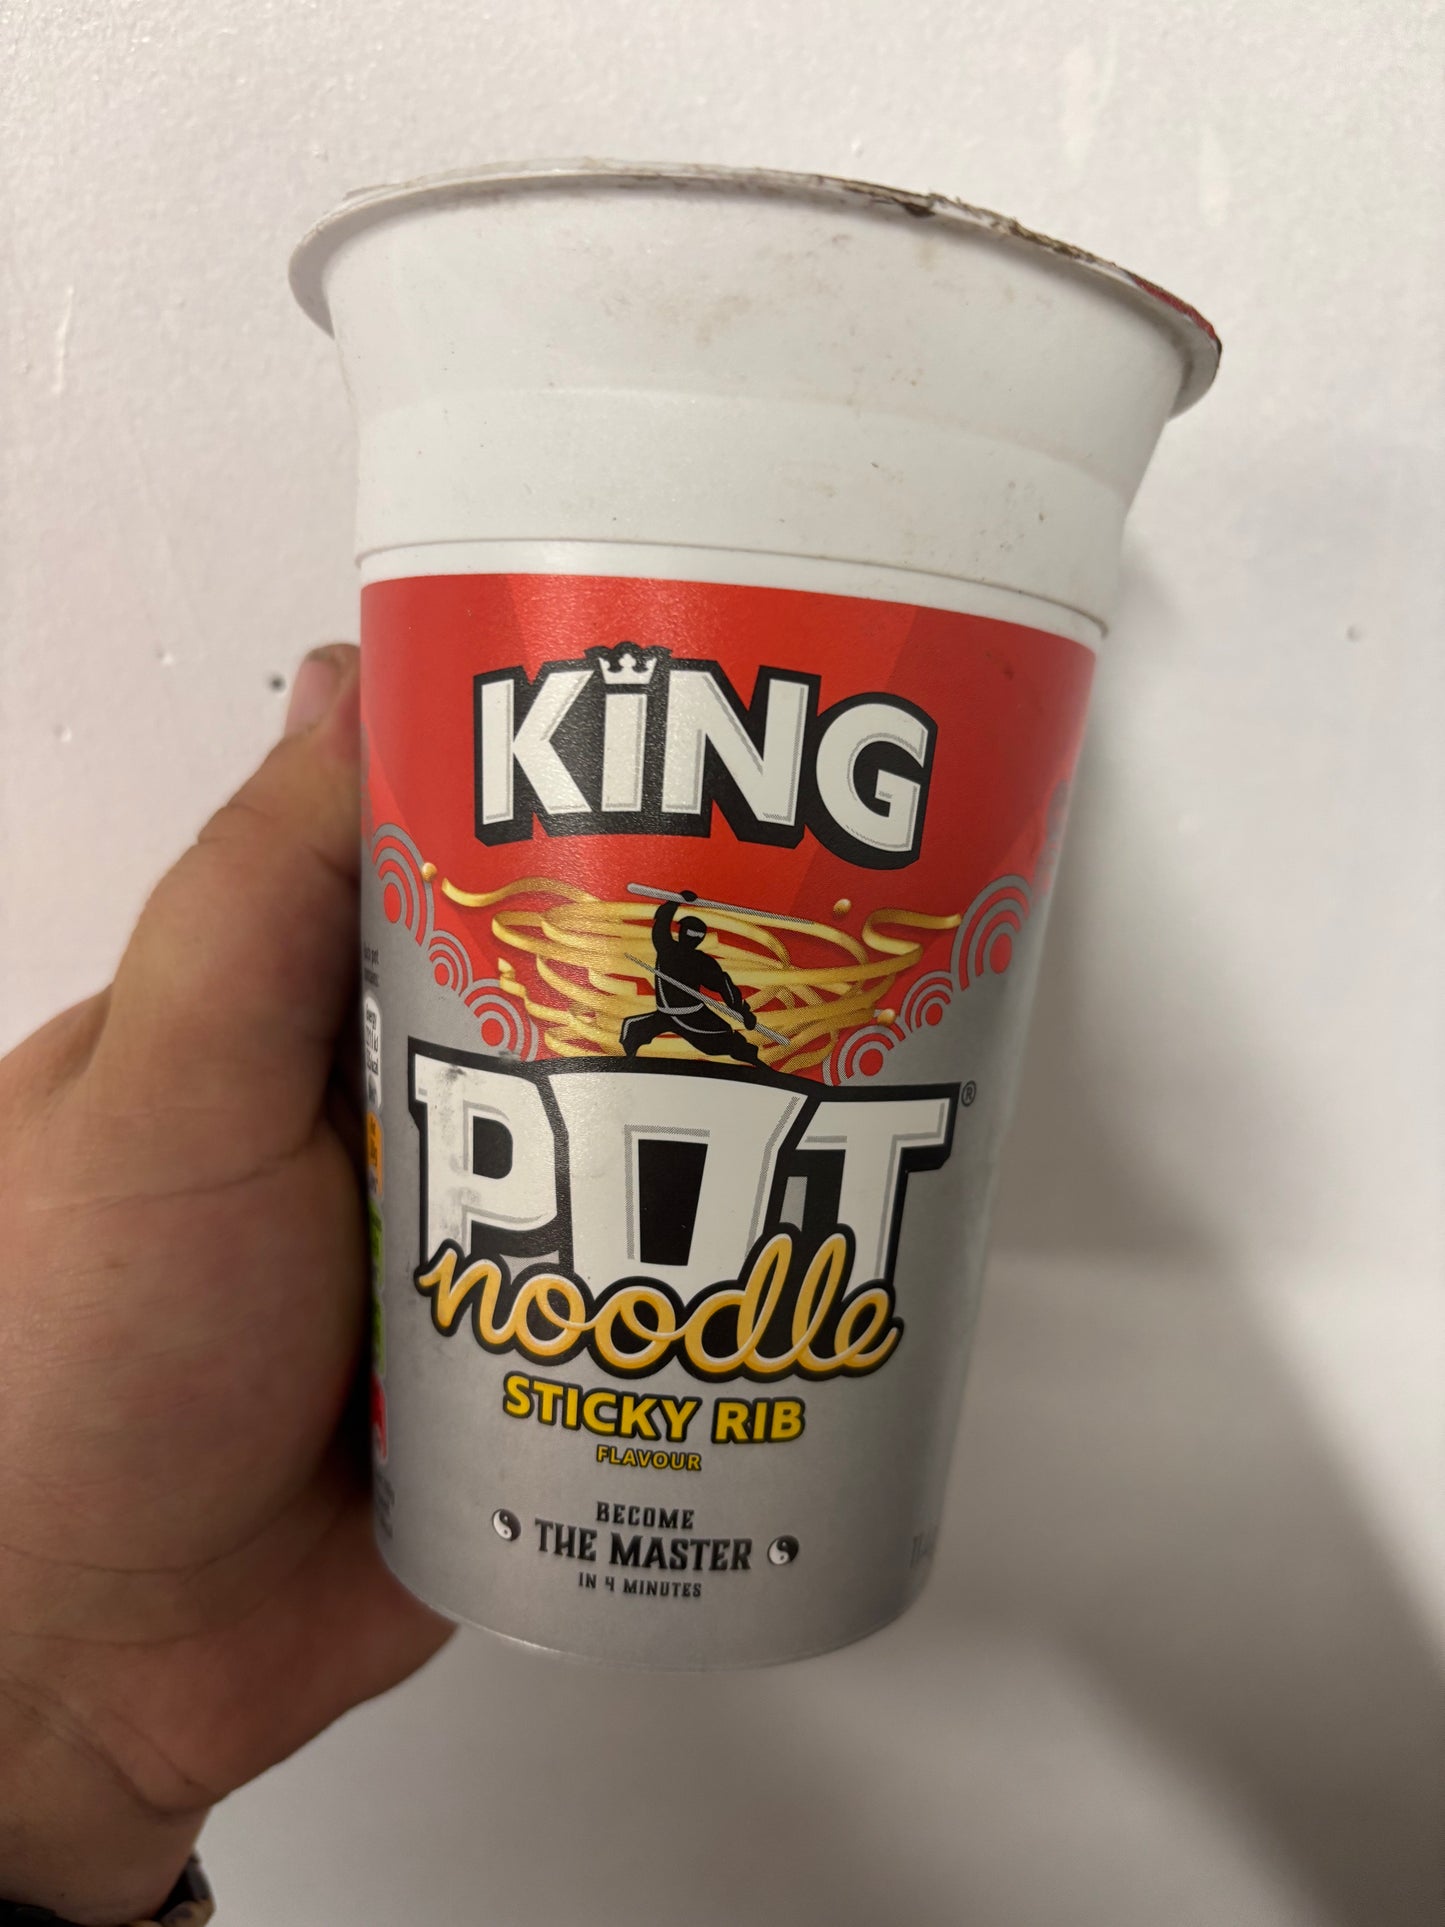 KiNG
POT®
noodle
STICKY RIB
FLAVOUR
BECOME
THE MASTER
IN 4 MINUTES